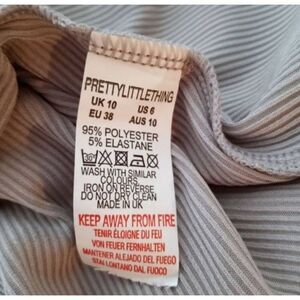 PRETTYLITTLETHING
UK 10 US 6
EU 38 AUS 10
95% POLYESTER
5% ELASTANE
WASH WITH SIMILAR
COLOURS
IRON ON REVERSE
DO NOT DRY CLEAN
MADE IN UK
KEEP AWAY FROM FIRE
TENIR ÉLOIGNE DU FEU
VON FEUER FERNHALTEN
MANTENER ALEJADO DEL FUEGO
STAN LONTANO DAL FUOCO